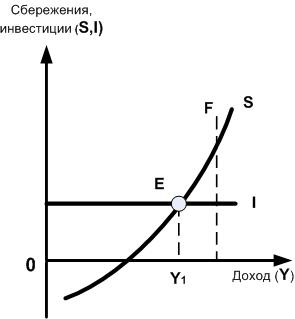 Сбережения,
инвестиции (S,I)
F
S
E
I
0
Y1
Доход (Y)